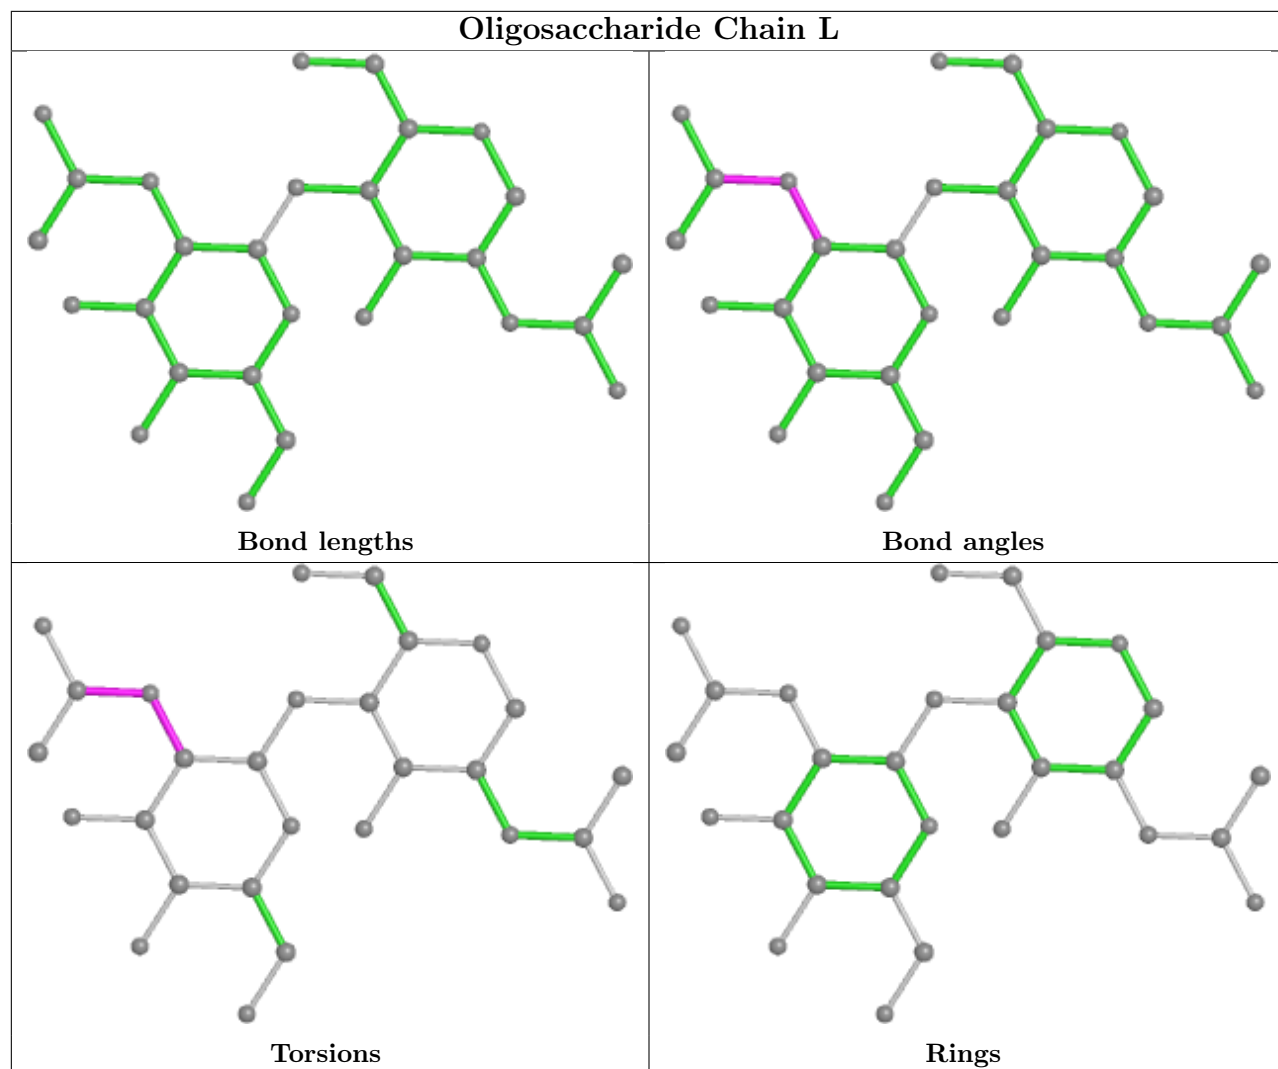 Oligosaccharide Chain L
Bond lengths
Bond angles
Torsions
Rings